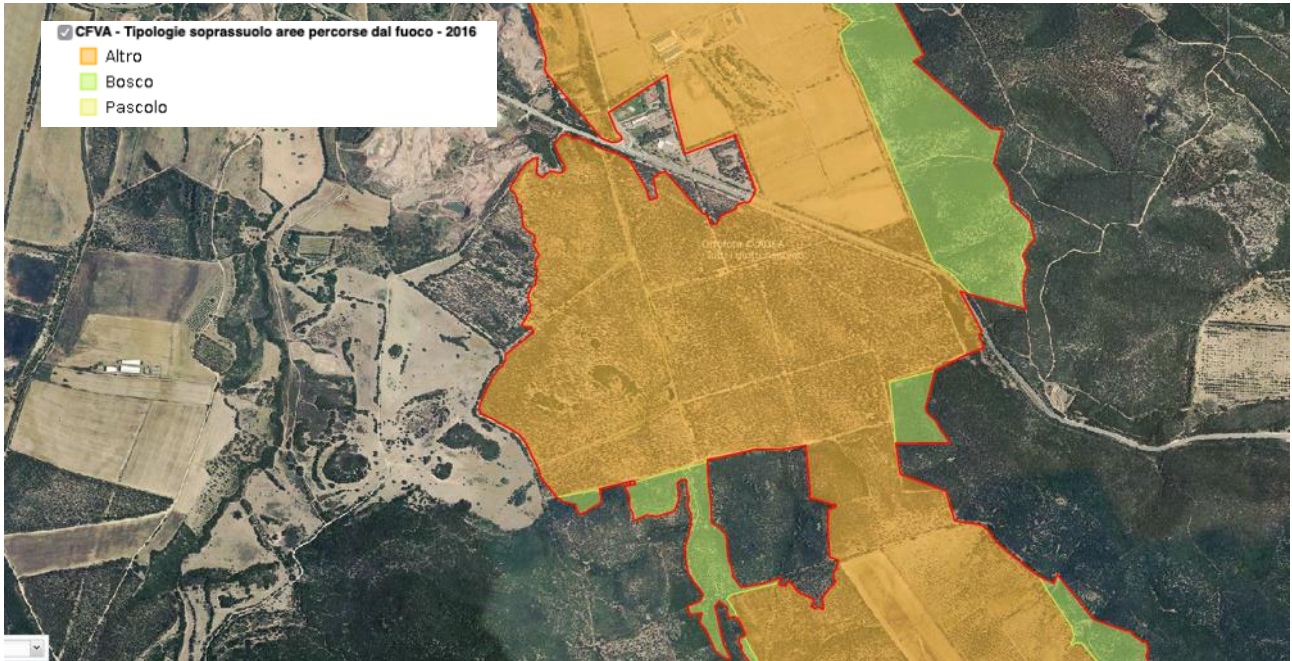 CFVA - Tipologie soprassuolo aree percorse dal fuoco - 2016
Altro
Bosco
Pascolo